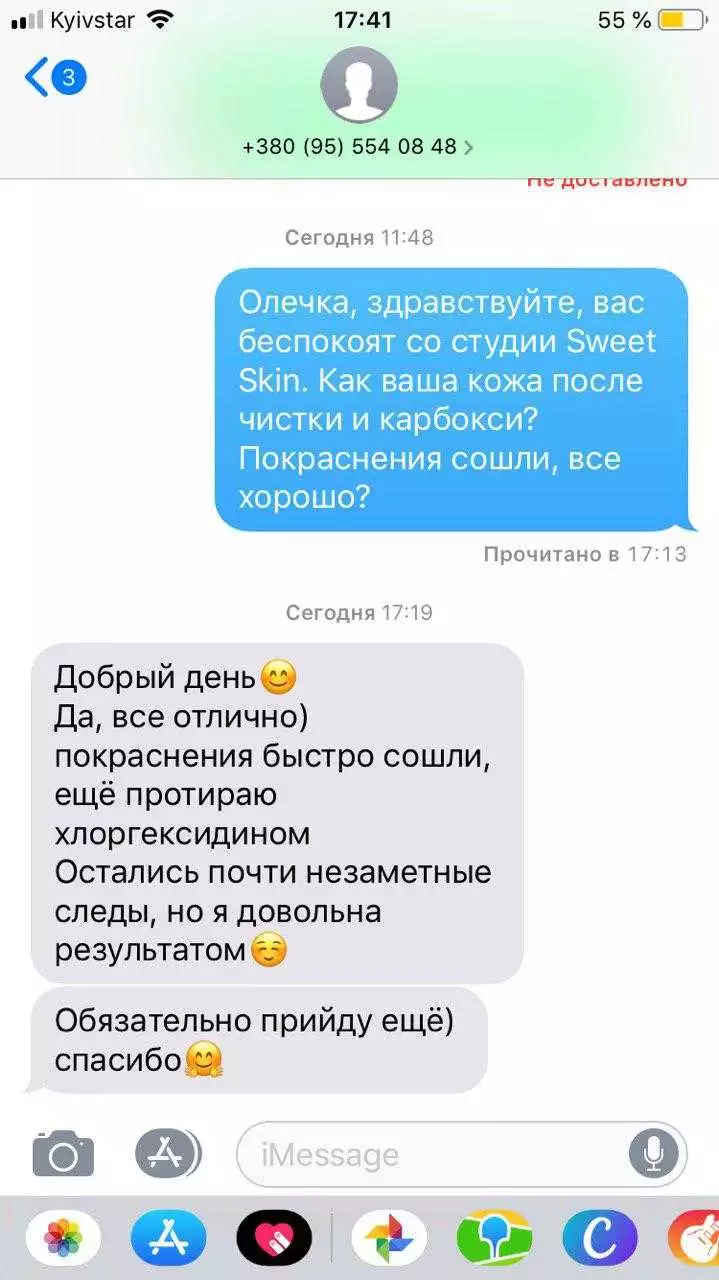 Kyivstar 17:41 55 %
3
+380 (95) 554 08 48
Не доставлено
Сегодня 11:48
Олечка, здравствуйте, вас
беспокоят со студии Sweet
Skin. Как ваша кожа после
чистки и карбокси?
Покраснения сошли, все
хорошо?
Прочитано в 17:13
Сегодня 17:19
Добрый день😊
Да, все отлично)
покраснения быстро сошли,
ещё протираю
хлоргексидином
Остались почти незаметные
следы, но я довольна
результатом☺️
Обязательно прийду ещё)
спасибо🤗
iMessage
C